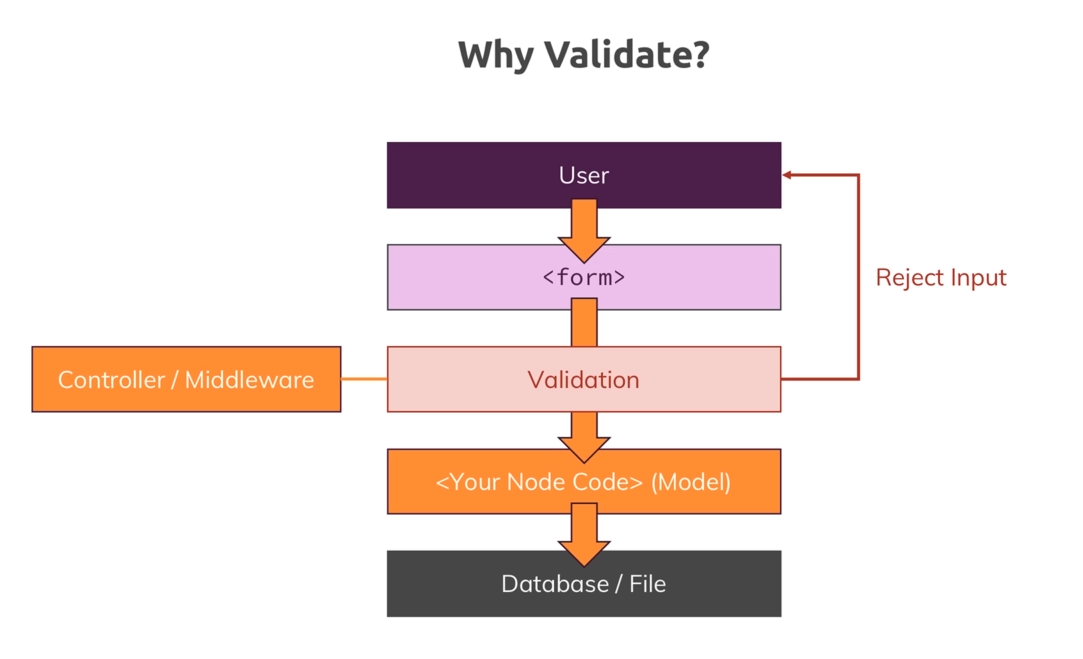 Why Validate?
User
<form>
Reject Input
Controller / Middleware
Validation
<Your Node Code> (Model)
Database / File